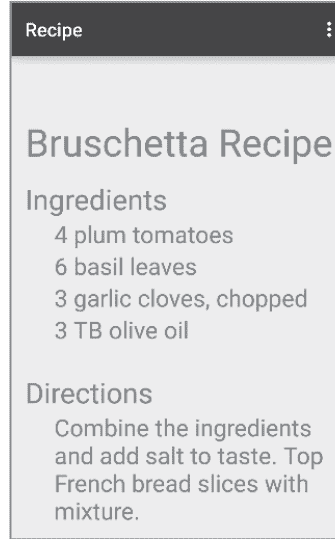 Recipe
Bruschetta Recipe
Ingredients
4 plum tomatoes
6 basil leaves
3 garlic cloves, chopped
3 TB olive oil
Directions
Combine the ingredients
and add salt to taste. Top
French bread slices with
mixture.